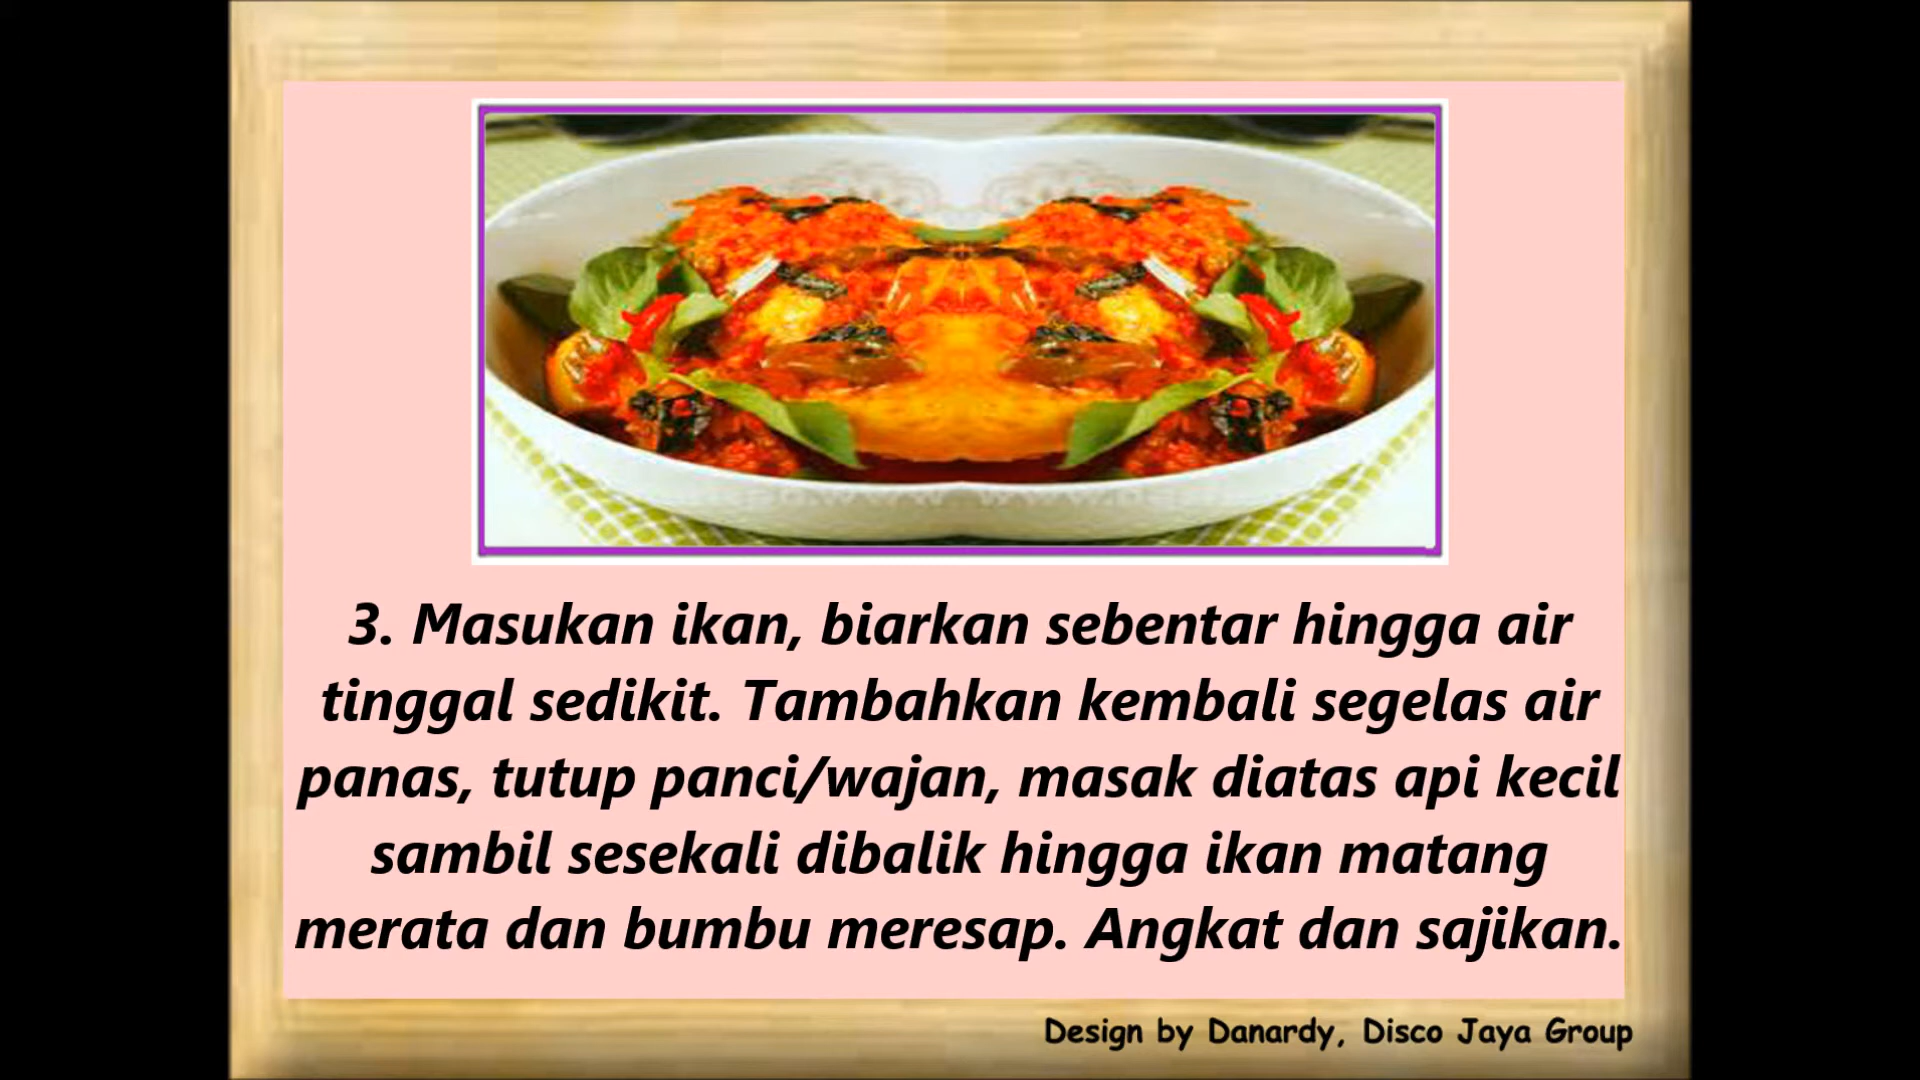 3. Masukan ikan, biarkan sebentar hingga air
tinggal sedikit. Tambahkan kembali segelas air
panas, tutup panci/wajan, masak diatas api kecil
sambil sesekali dibalik hingga ikan matang
merata dan bumbu meresap. Angkat dan sajikan.
Design by Danardy, Disco Jaya Group